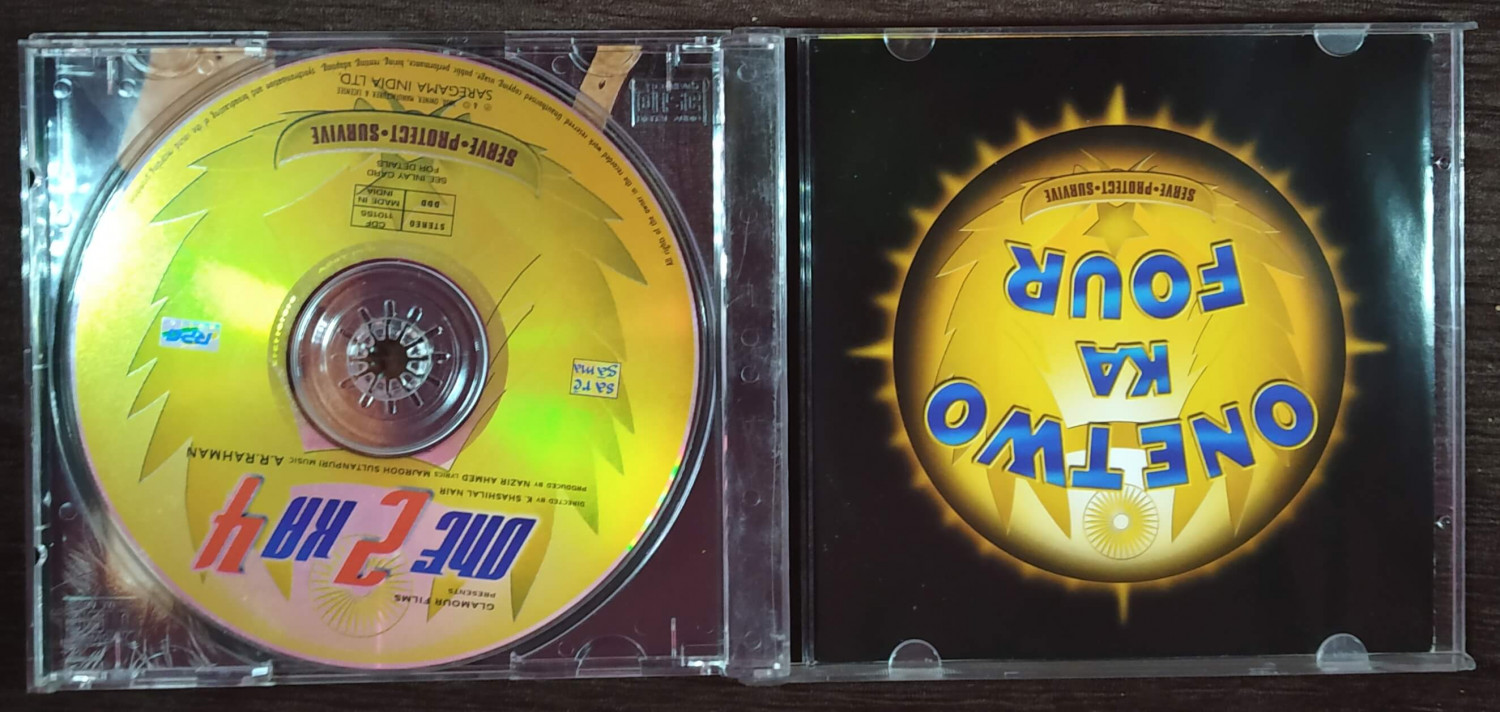 GLAMOUR FILMS
PRESENTS
ONE 2 KA 4
DIRECTED BY K. SHASHILAL NAIR
PRODUCED BY NAZIR AHMED LYRICS MAJROOH SULTANPURI MUSIC A.R.RAHMAN
sa re
ga ma
RPG
STEREO CDF 110155
DDD MADE IN INDIA
SEE INLAY CARD
FOR DETAILS
SERVE•PROTECT•SURVIVE
SAREGAMA INDIA LTD.
ONE TWO
KA
FOUR
SERVE•PROTECT•SURVIVE